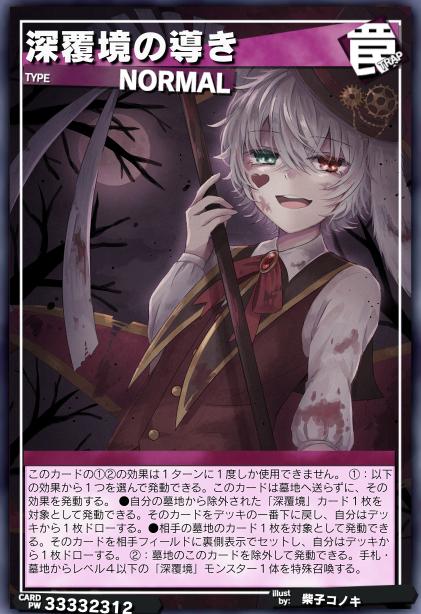 深覆境の導き
罠
TRAP
TYPE
NORMAL
このカードの①②の効果は１ターンに１度しか使用できません。 ①：以下
の効果から１つを選んで発動できる。このカードは墓地へ送らずに、その
効果を発動する。 ●自分の墓地から除外された「深覆境」カード１枚を
対象として発動できる。そのカードをデッキの一番下に戻し、自分はデッ
キから１枚ドローする。●相手の墓地のカード１枚を対象として発動でき
る。そのカードを相手フィールドに裏側表示でセットし、自分はデッキか
ら１枚ドローする。 ②：墓地のこのカードを除外して発動できる。手札・
墓地からレベル４以下の「深覆境」モンスター１体を特殊召喚する。
CARD PW 33332312
illust by: 柴子コノキ